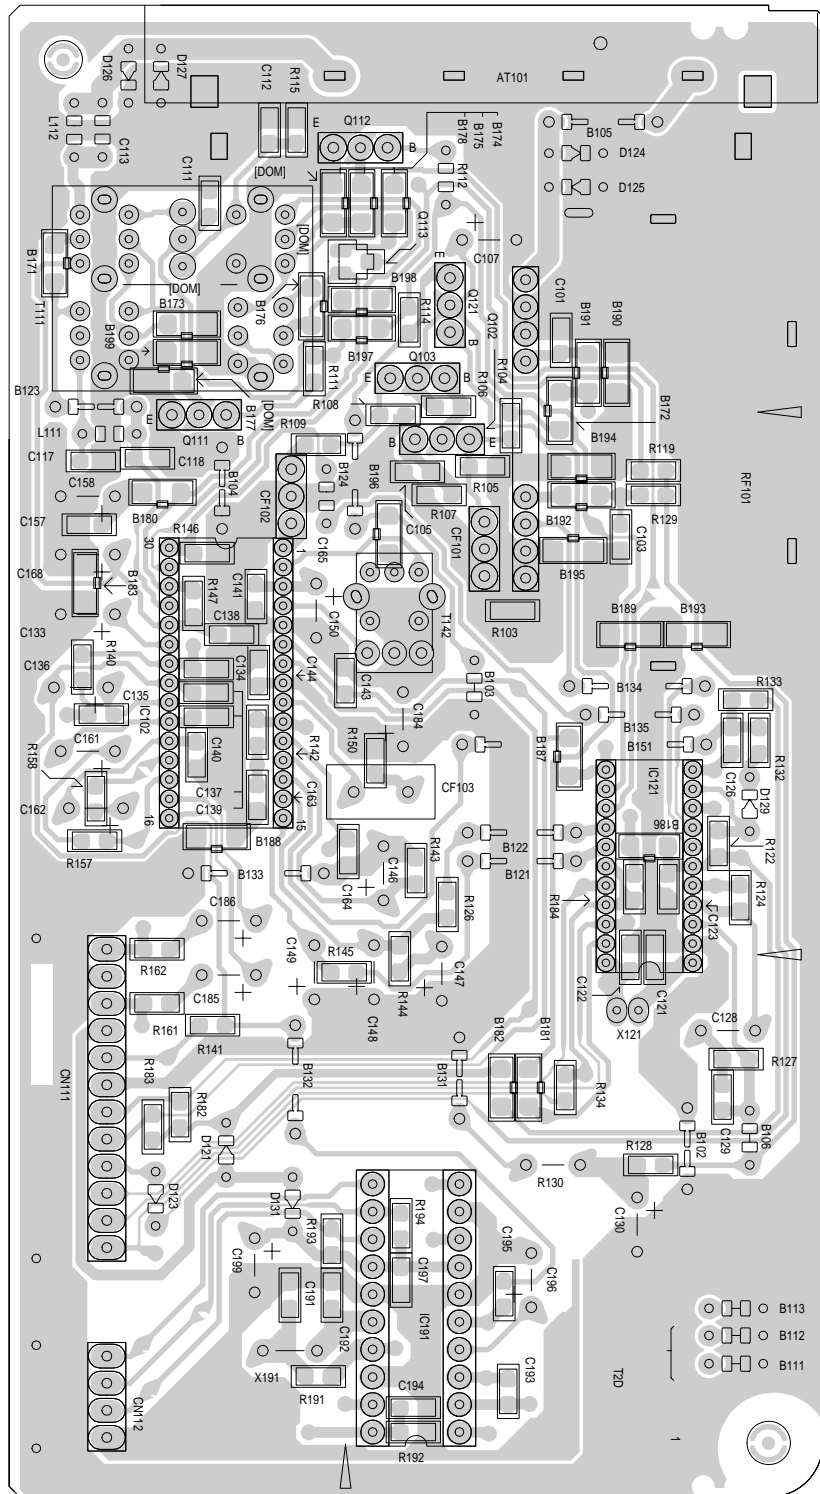 D126
D127
C112
R115
AT101
L112
C113
E
Q112
B
B178
B175
B174
B105
D124
D125
C111
[DOM]
R112
Q113
[DOM]
C107
B171
T111
[DOM]
B173
B176
B198
R114
E
Q121
B
C101
B191
B190
B199
B197
Q102
R111
Q103
E
B
R106
R104
B123
E
Q111
B
B177
[DOM]
R108
B172
L111
R109
B
E
B194
R119
C117
C118
B104
CF102
B124
B196
R105
RF101
C158
R107
C157
B180
C105
CF101
B192
R129
C103
R146
30
1
C165
B195
C168
B183
R147
C141
C150
T142
C133
C138
R103
B189
B193
R140
C136
C134
C144
C143
B103
B134
R133
C135
IC102
C184
B135
C161
R142
R150
B151
R158
C140
B187
C126
R132
C137
C163
CF103
IC121
D129
C162
C139
16
15
B186
R157
B188
B122
R122
R143
B133
C146
B121
C164
R126
R184
R124
C186
C123
C149
R162
R145
C147
R144
C122
C121
C185
C148
X121
C128
R161
R141
B182
B181
CN111
R183
B132
B131
R127
R182
R134
D121
B102
C129
B106
D123
D131
R128
R130
R194
R193
C195
C130
C199
C197
C196
C191
B113
IC191
C192
B112
X191
T2D
B111
R191
C193
CN112
C194
1
R192